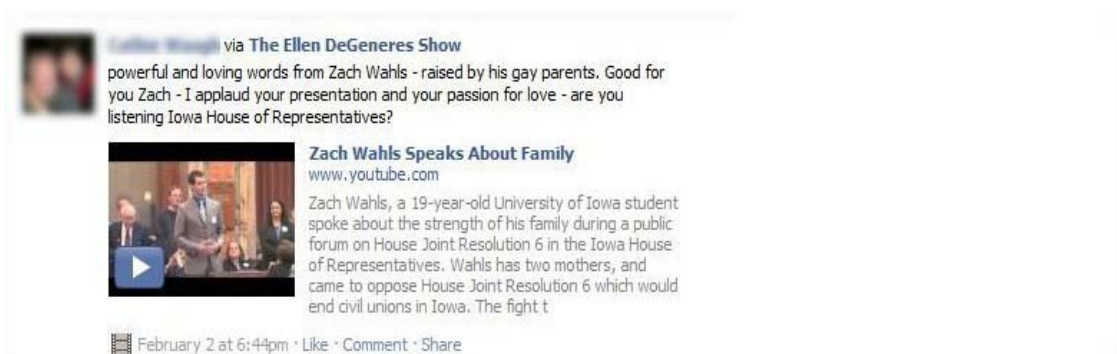 via The Ellen DeGeneres Show
powerful and loving words from Zach Wahls - raised by his gay parents. Good for
you Zach - I applaud your presentation and your passion for love - are you
listening Iowa House of Representatives?
Zach Wahls Speaks About Family
www.youtube.com
Zach Wahls, a 19-year-old University of Iowa student
spoke about the strength of his family during a public
forum on House Joint Resolution 6 in the Iowa House
of Representatives. Wahls has two mothers, and
came to oppose House Joint Resolution 6 which would
end civil unions in Iowa. The fight t
February 2 at 6:44pm · Like · Comment · Share